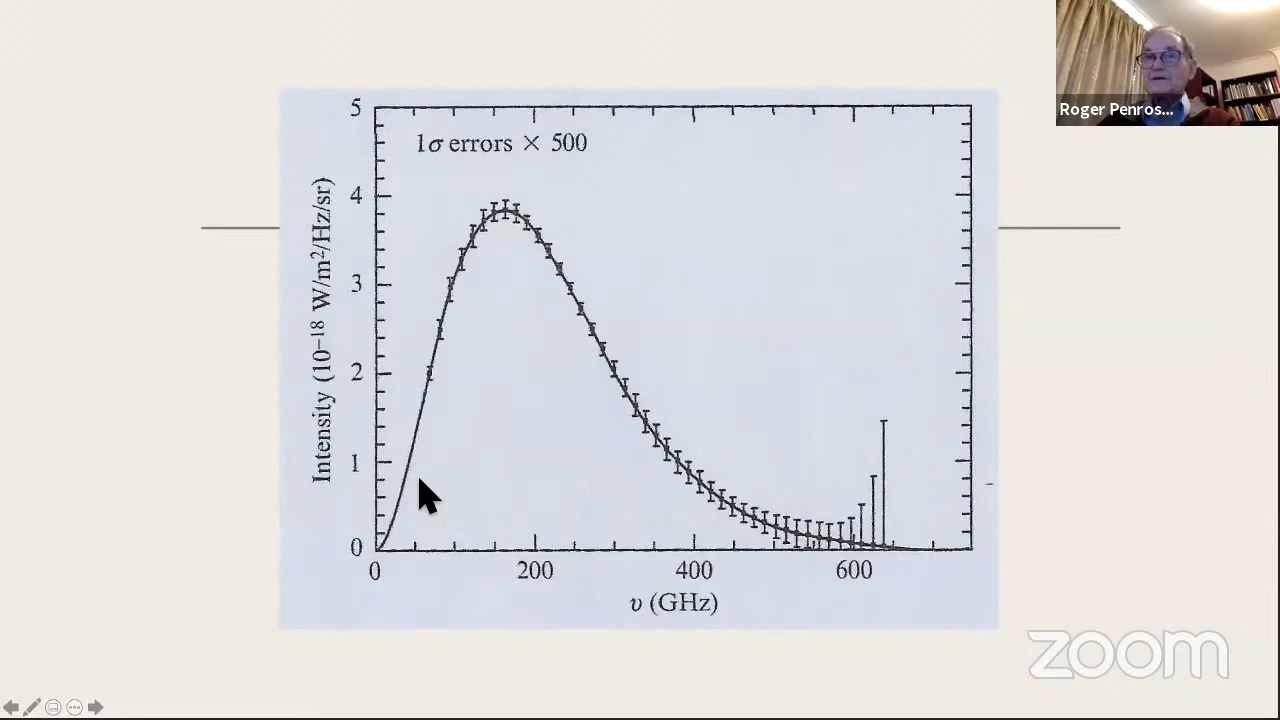 Roger Penros...
1σ errors × 500
Intensity (10⁻¹⁸ W/m²/Hz/sr)
5
4
3
2
1
0
0 200 400 600
υ (GHz)
zoom